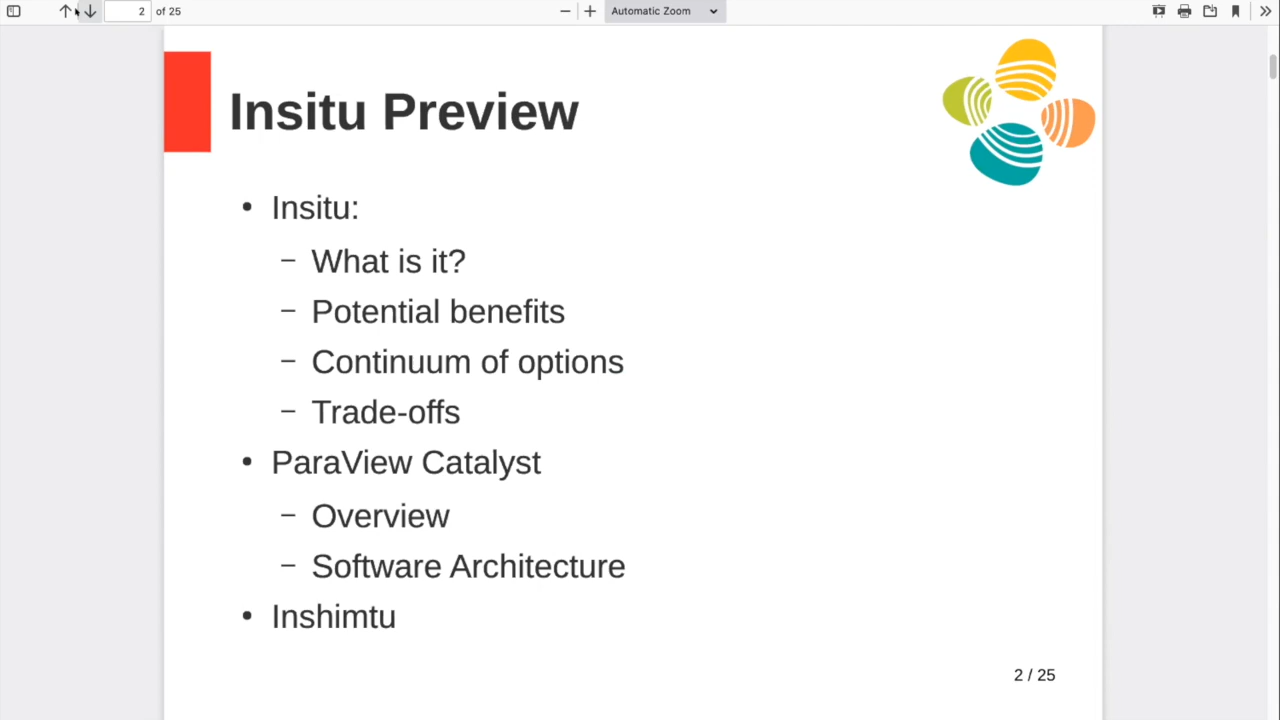 2
of 25
Automatic Zoom
Insitu Preview
• Insitu:
– What is it?
– Potential benefits
– Continuum of options
– Trade-offs
• ParaView Catalyst
– Overview
– Software Architecture
• Inshimtu
2 / 25